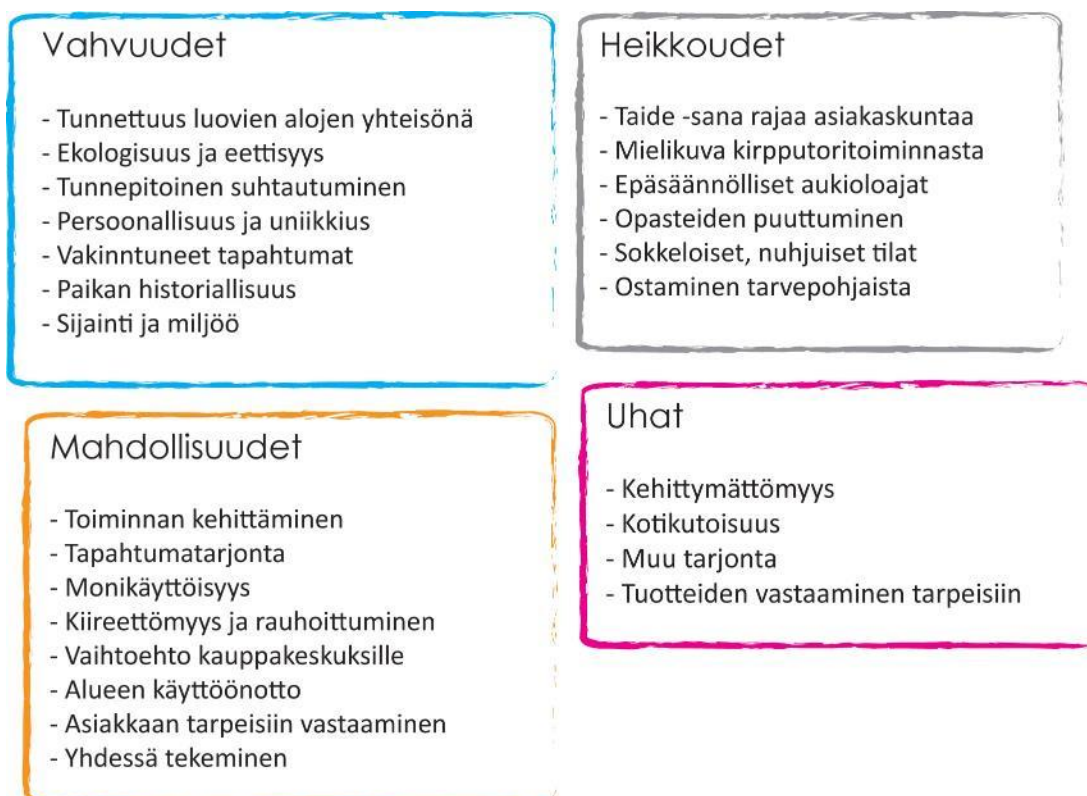 Vahvuudet
- Tunnettuus luovien alojen yhteisönä
- Ekologisuus ja eettisyys
- Tunnepitoinen suhtautuminen
- Persoonallisuus ja uniikkius
- Vakinntuneet tapahtumat
- Paikan historiallisuus
- Sijainti ja miljöö
Heikkoudet
- Taide -sana rajaa asiakaskuntaa
- Mielikuva kirpputoritoiminnasta
- Epäsäännölliset aukioloajat
- Opasteiden puuttuminen
- Sokkeloiset, nuhjuiset tilat
- Ostaminen tarvepohjaista
Mahdollisuudet
- Toiminnan kehittäminen
- Tapahtumatarjonta
- Monikäyttöisyys
- Kiireettömyys ja rauhoittuminen
- Vaihtoehto kauppakeskuksille
- Alueen käyttöönotto
- Asiakkaan tarpeisiin vastaaminen
- Yhdessä tekeminen
Uhat
- Kehittymättömyys
- Kotikutoisuus
- Muu tarjonta
- Tuotteiden vastaaminen tarpeisiin